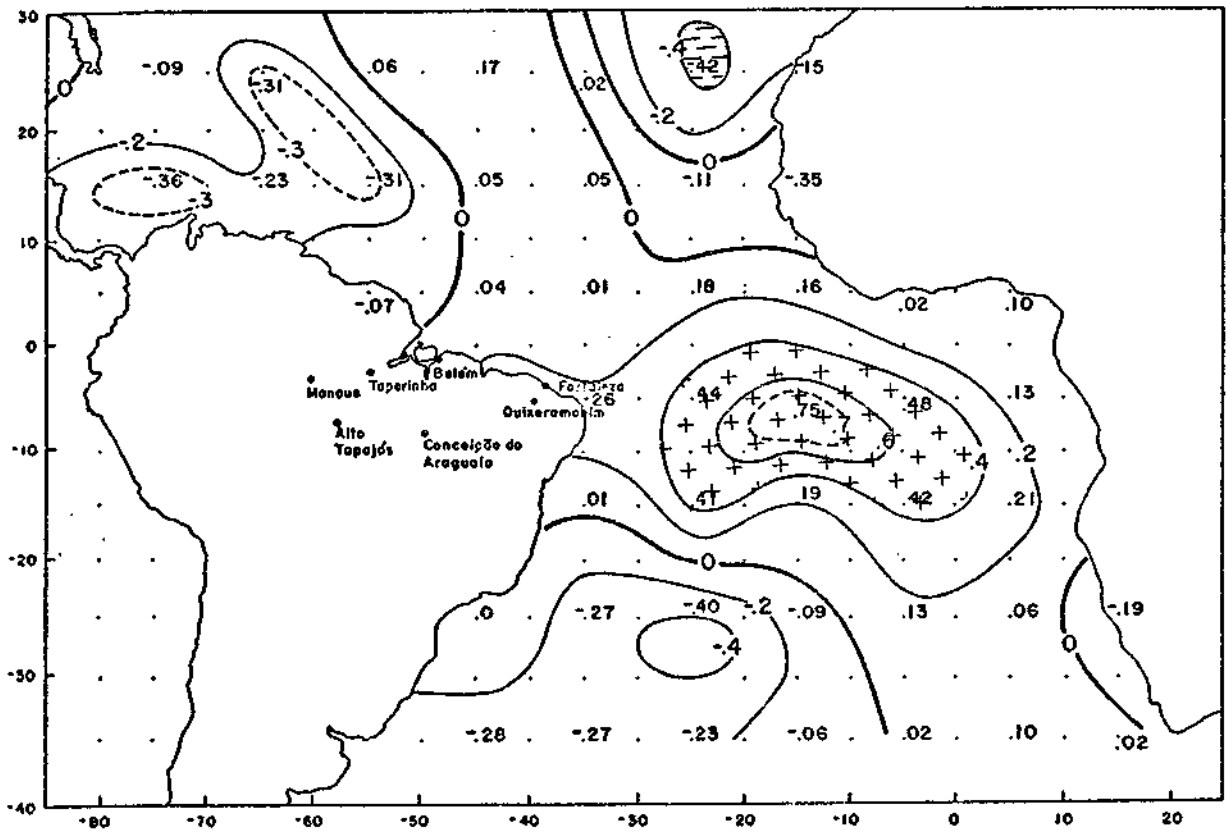 30
-.4
-.09 .06 .17 -.42 -.15
0 -.31 .02
-.2
20
-.2 -.3 0
-.36 -.23 -.31 .05 .05 -.11 -.35
-.3
0 0
10
-.07 .04 .01 .18 .16 .02 .10
0
Belém
Manaus Taperinha Fortaleza
.26 .44 .75 .48 .13
Quixeramobim
.7
Alto Tapajós
Conceição do Araguaia
.6
-10 .4 .2
.01 .41 .19 .42 .21
-20 0
.0 -.27 -.40 -.2 -.09 .13 .06 -.19
-.4 0
-30
-.28 -.27 -.23 -.06 .02 .10 .02
-40
-80 -70 -60 -50 -40 -30 -20 -10 0 10 20